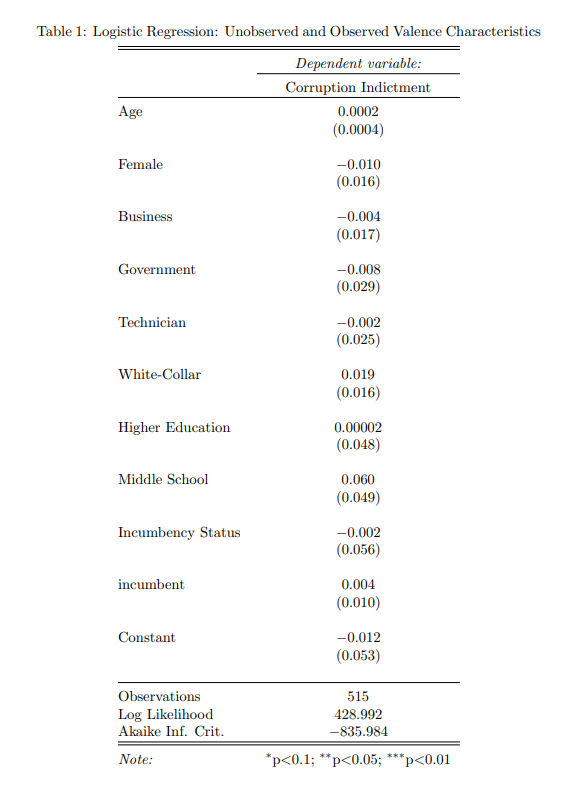 Table 1: Logistic Regression: Unobserved and Observed Valence Characteristics
Dependent variable:
Corruption Indictment
Age 0.0002
(0.0004)
Female −0.010
(0.016)
Business −0.004
(0.017)
Government −0.008
(0.029)
Technician −0.002
(0.025)
White-Collar 0.019
(0.016)
Higher Education 0.00002
(0.048)
Middle School 0.060
(0.049)
Incumbency Status −0.002
(0.056)
incumbent 0.004
(0.010)
Constant −0.012
(0.053)
Observations 515
Log Likelihood 428.992
Akaike Inf. Crit. −835.984
Note: *p<0.1; **p<0.05; ***p<0.01